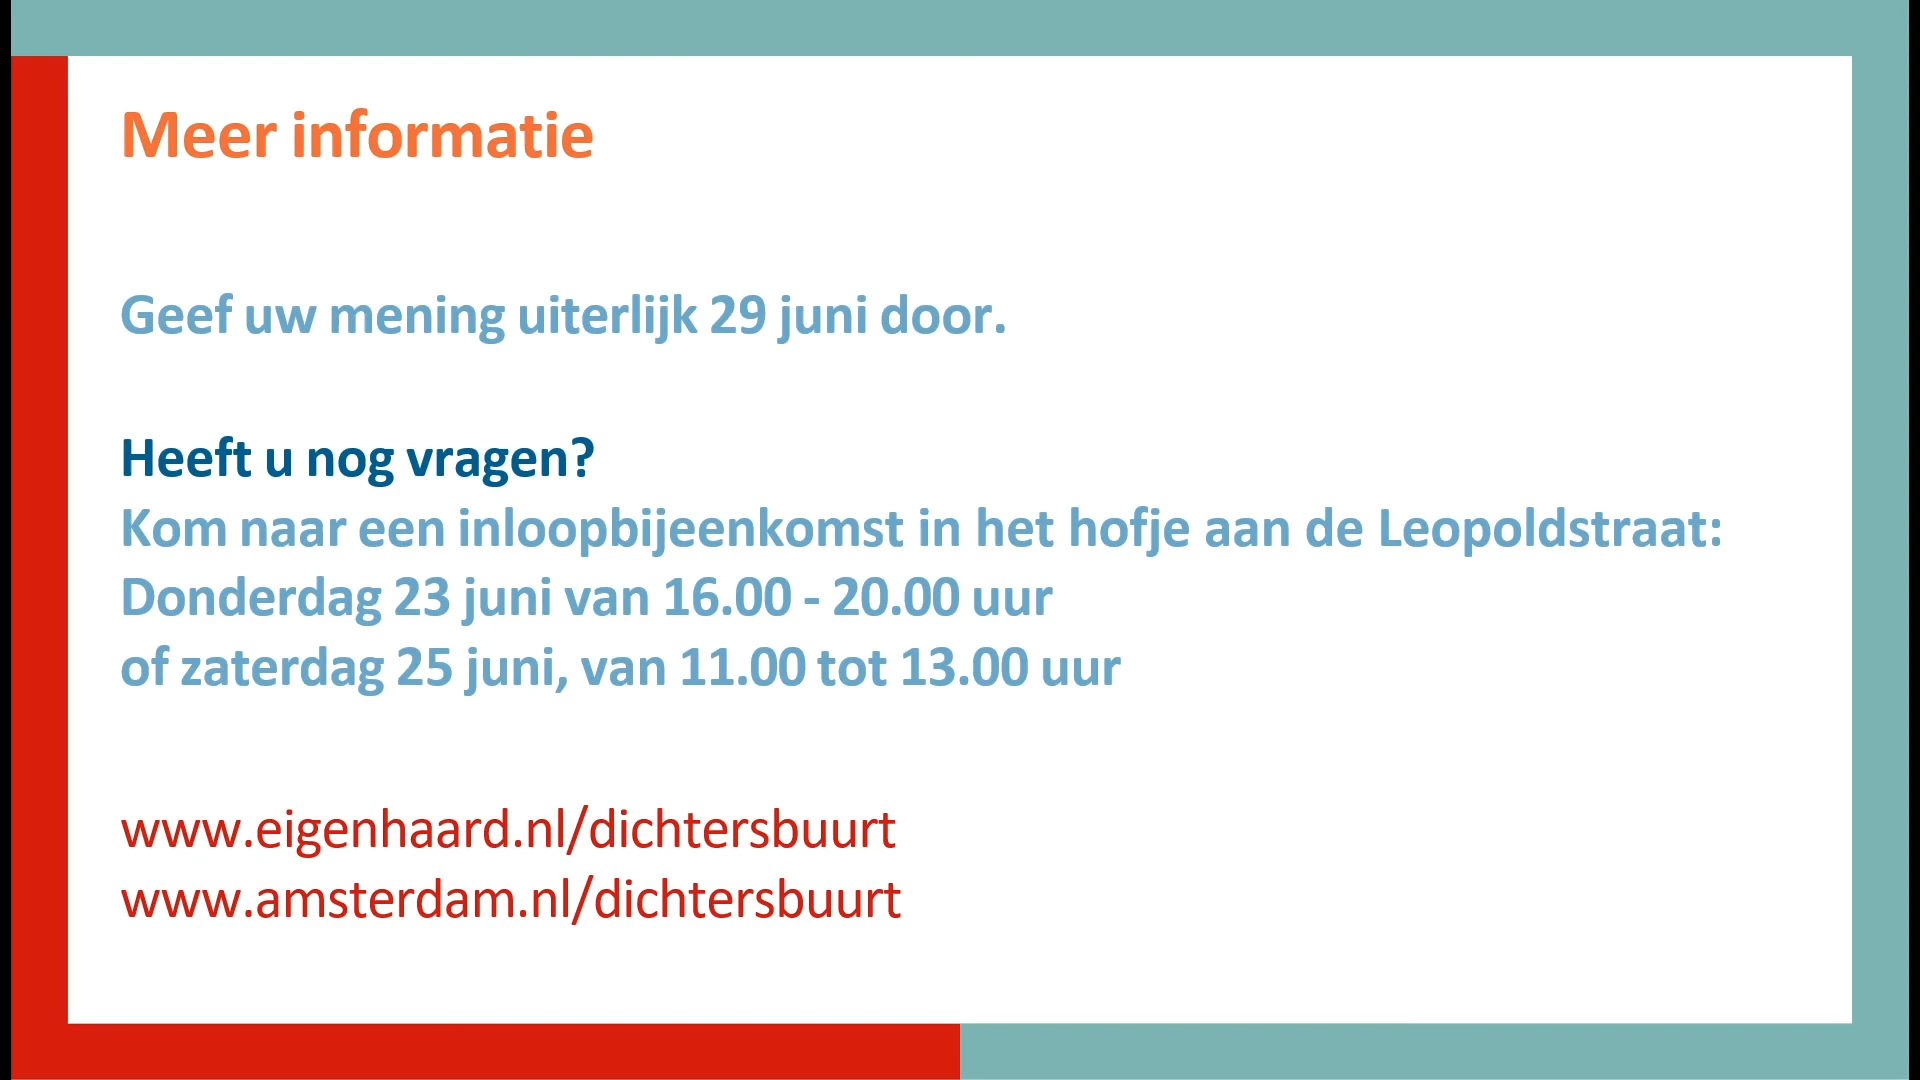 Meer informatie
Geef uw mening uiterlijk 29 juni door.
Heeft u nog vragen?
Kom naar een inloopbijeenkomst in het hofje aan de Leopoldstraat:
Donderdag 23 juni van 16.00 - 20.00 uur
of zaterdag 25 juni, van 11.00 tot 13.00 uur
www.eigenhaard.nl/dichtersbuurt
www.amsterdam.nl/dichtersbuurt